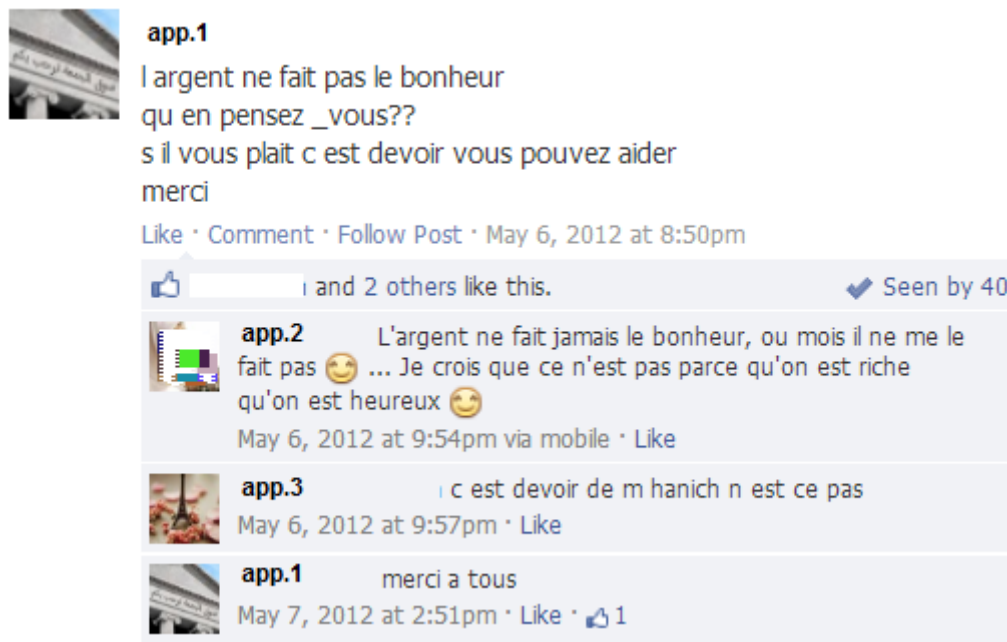 app.1
l argent ne fait pas le bonheur
qu en pensez _vous??
s il vous plait c est devoir vous pouvez aider
merci
Like · Comment · Follow Post · May 6, 2012 at 8:50pm
and 2 others like this.
Seen by 40
app.2 L'argent ne fait jamais le bonheur, ou mois il ne me le
fait pas ... Je crois que ce n'est pas parce qu'on est riche
qu'on est heureux
May 6, 2012 at 9:54pm via mobile · Like
app.3 c est devoir de m hanich n est ce pas
May 6, 2012 at 9:57pm · Like
app.1 merci a tous
May 7, 2012 at 2:51pm · Like · 1